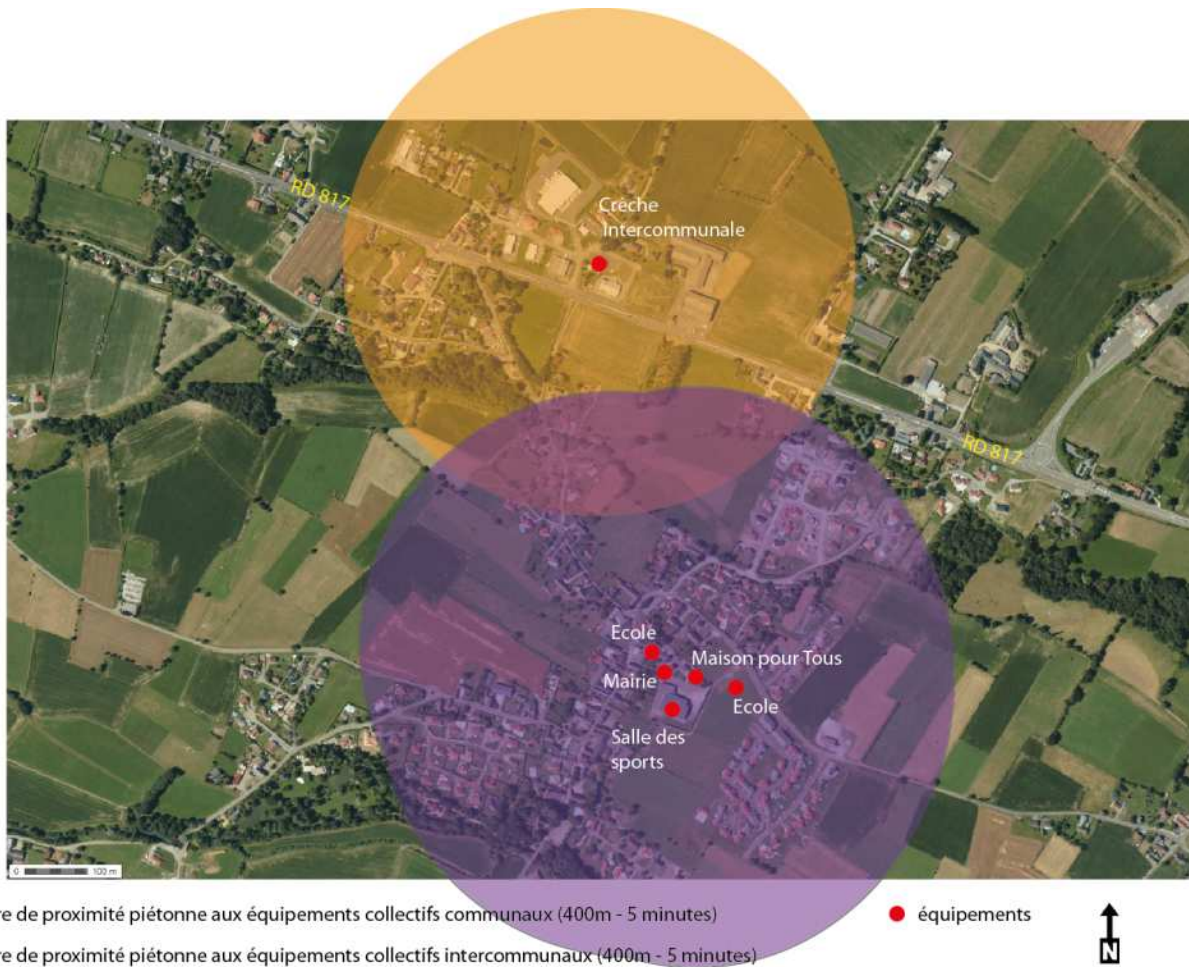 RD 817
Crèche
Intercommunale
RD 817
Ecole
Maison pour Tous
Mairie
Ecole
Salle des
sports
0 100 m
re de proximité piétonne aux équipements collectifs communaux (400m - 5 minutes)
équipements
re de proximité piétonne aux équipements collectifs intercommunaux (400m - 5 minutes)
N